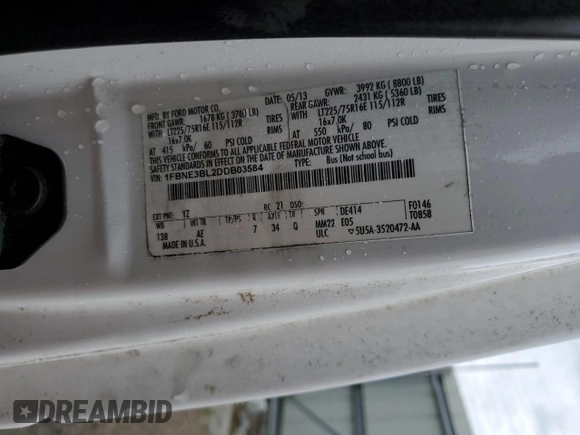 MFD. BY FORD MOTOR CO.
DATE: 05/13 GVWR: 3992 KG ( 8800 LB)
FRONT GAWR: 1678 KG ( 3700 LB) REAR GAWR: 2431 KG ( 5360 LB)
WITH LT225/75R16E 115/112R TIRES WITH LT225/75R16E 115/112R TIRES
16x7.0K RIMS 16x7.0K RIMS
AT 415 kPa/ 60 PSI COLD AT 550 kPa/ 80 PSI COLD
THIS VEHICLE CONFORMS TO ALL APPLICABLE FEDERAL MOTOR VEHICLE
SAFETY STANDARDS IN EFFECT ON THE DATE OF MANUFACTURE SHOWN ABOVE.
VIN: 1FBNE3BL2DDB03584 TYPE: Bus (Not school bus)
F0146
T0858
EXT PNT: YZ RC: 21 DSO:
WB INT TR TP/PS R AXLE TR SPR DE414
138 AE 7 34 Q MM22 E05
MADE IN U.S.A. ULC 5U5A-3520472-AA
DREAMBID